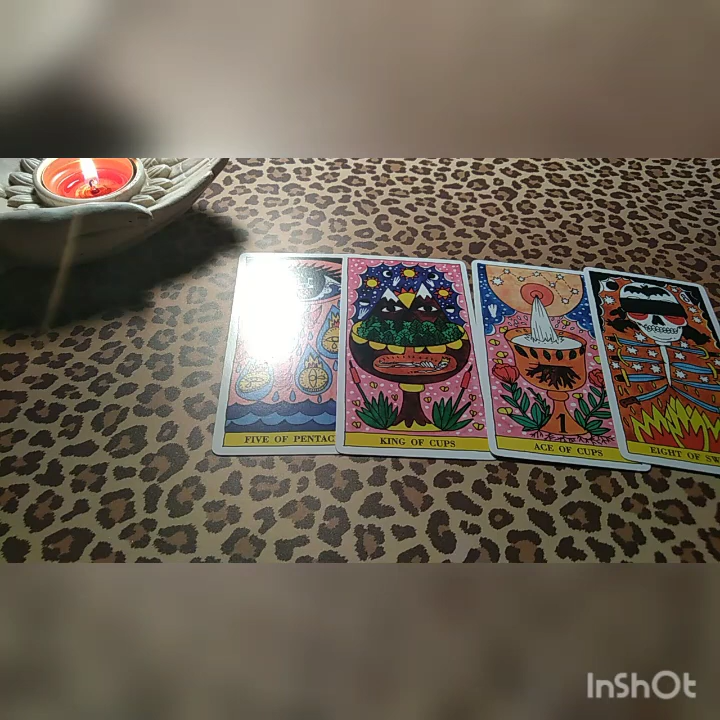 FIVE OF PENTAC
KING OF CUPS
1
ACE OF CUPS
EIGHT OF SW
InShOt